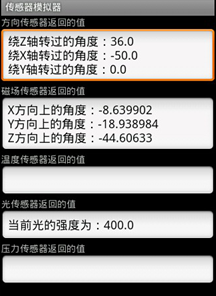 传感器模拟器
方向传感器返回的值
绕Z轴转过的角度：36.0
绕X轴转过的角度：-50.0
绕Y轴转过的角度：0.0
磁场传感器返回的值
X方向上的角度：-8.639902
Y方向上的角度：-18.938984
Z方向上的角度：-44.60633
温度传感器返回的值
光传感器返回的值
当前光的强度为：400.0
压力传感器返回的值